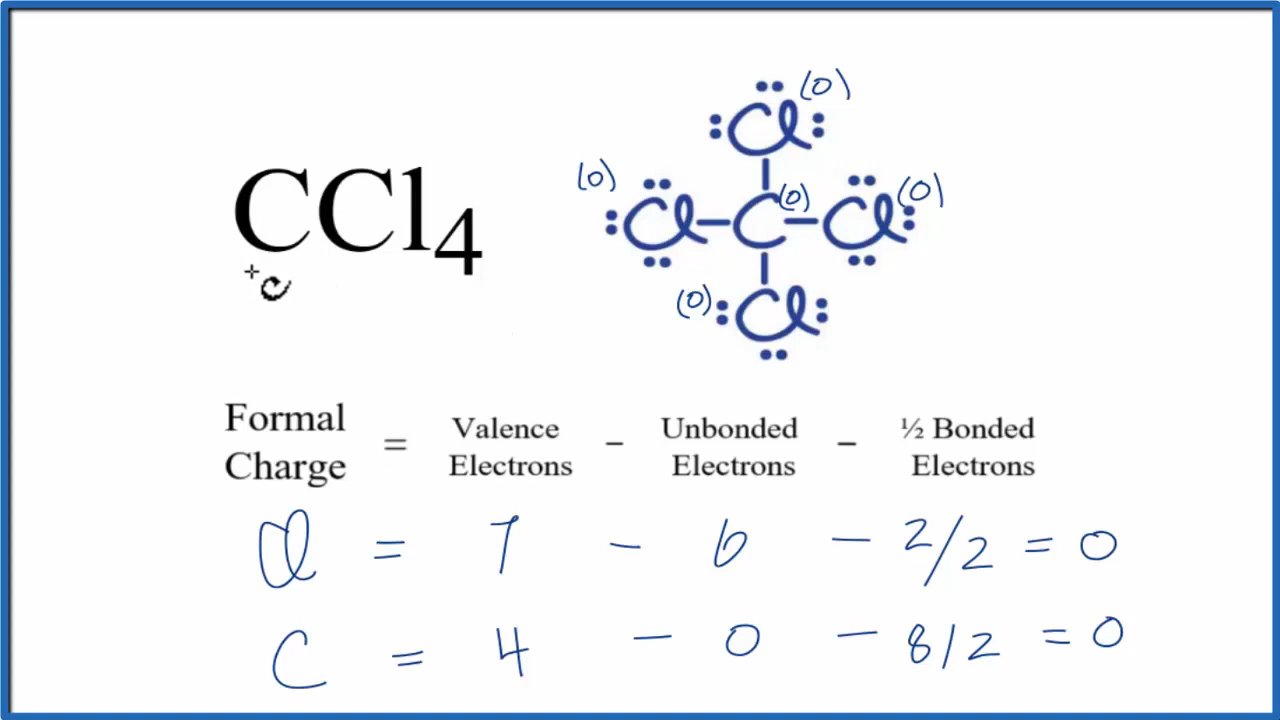 CCl4
Cl (0)
(0) Cl – C (0) – Cl (0)
(0) Cl
Formal Charge = Valence Electrons – Unbonded Electrons – ½ Bonded Electrons
Cl = 7 – 6 – 2/2 = 0
C = 4 – 0 – 8/2 = 0